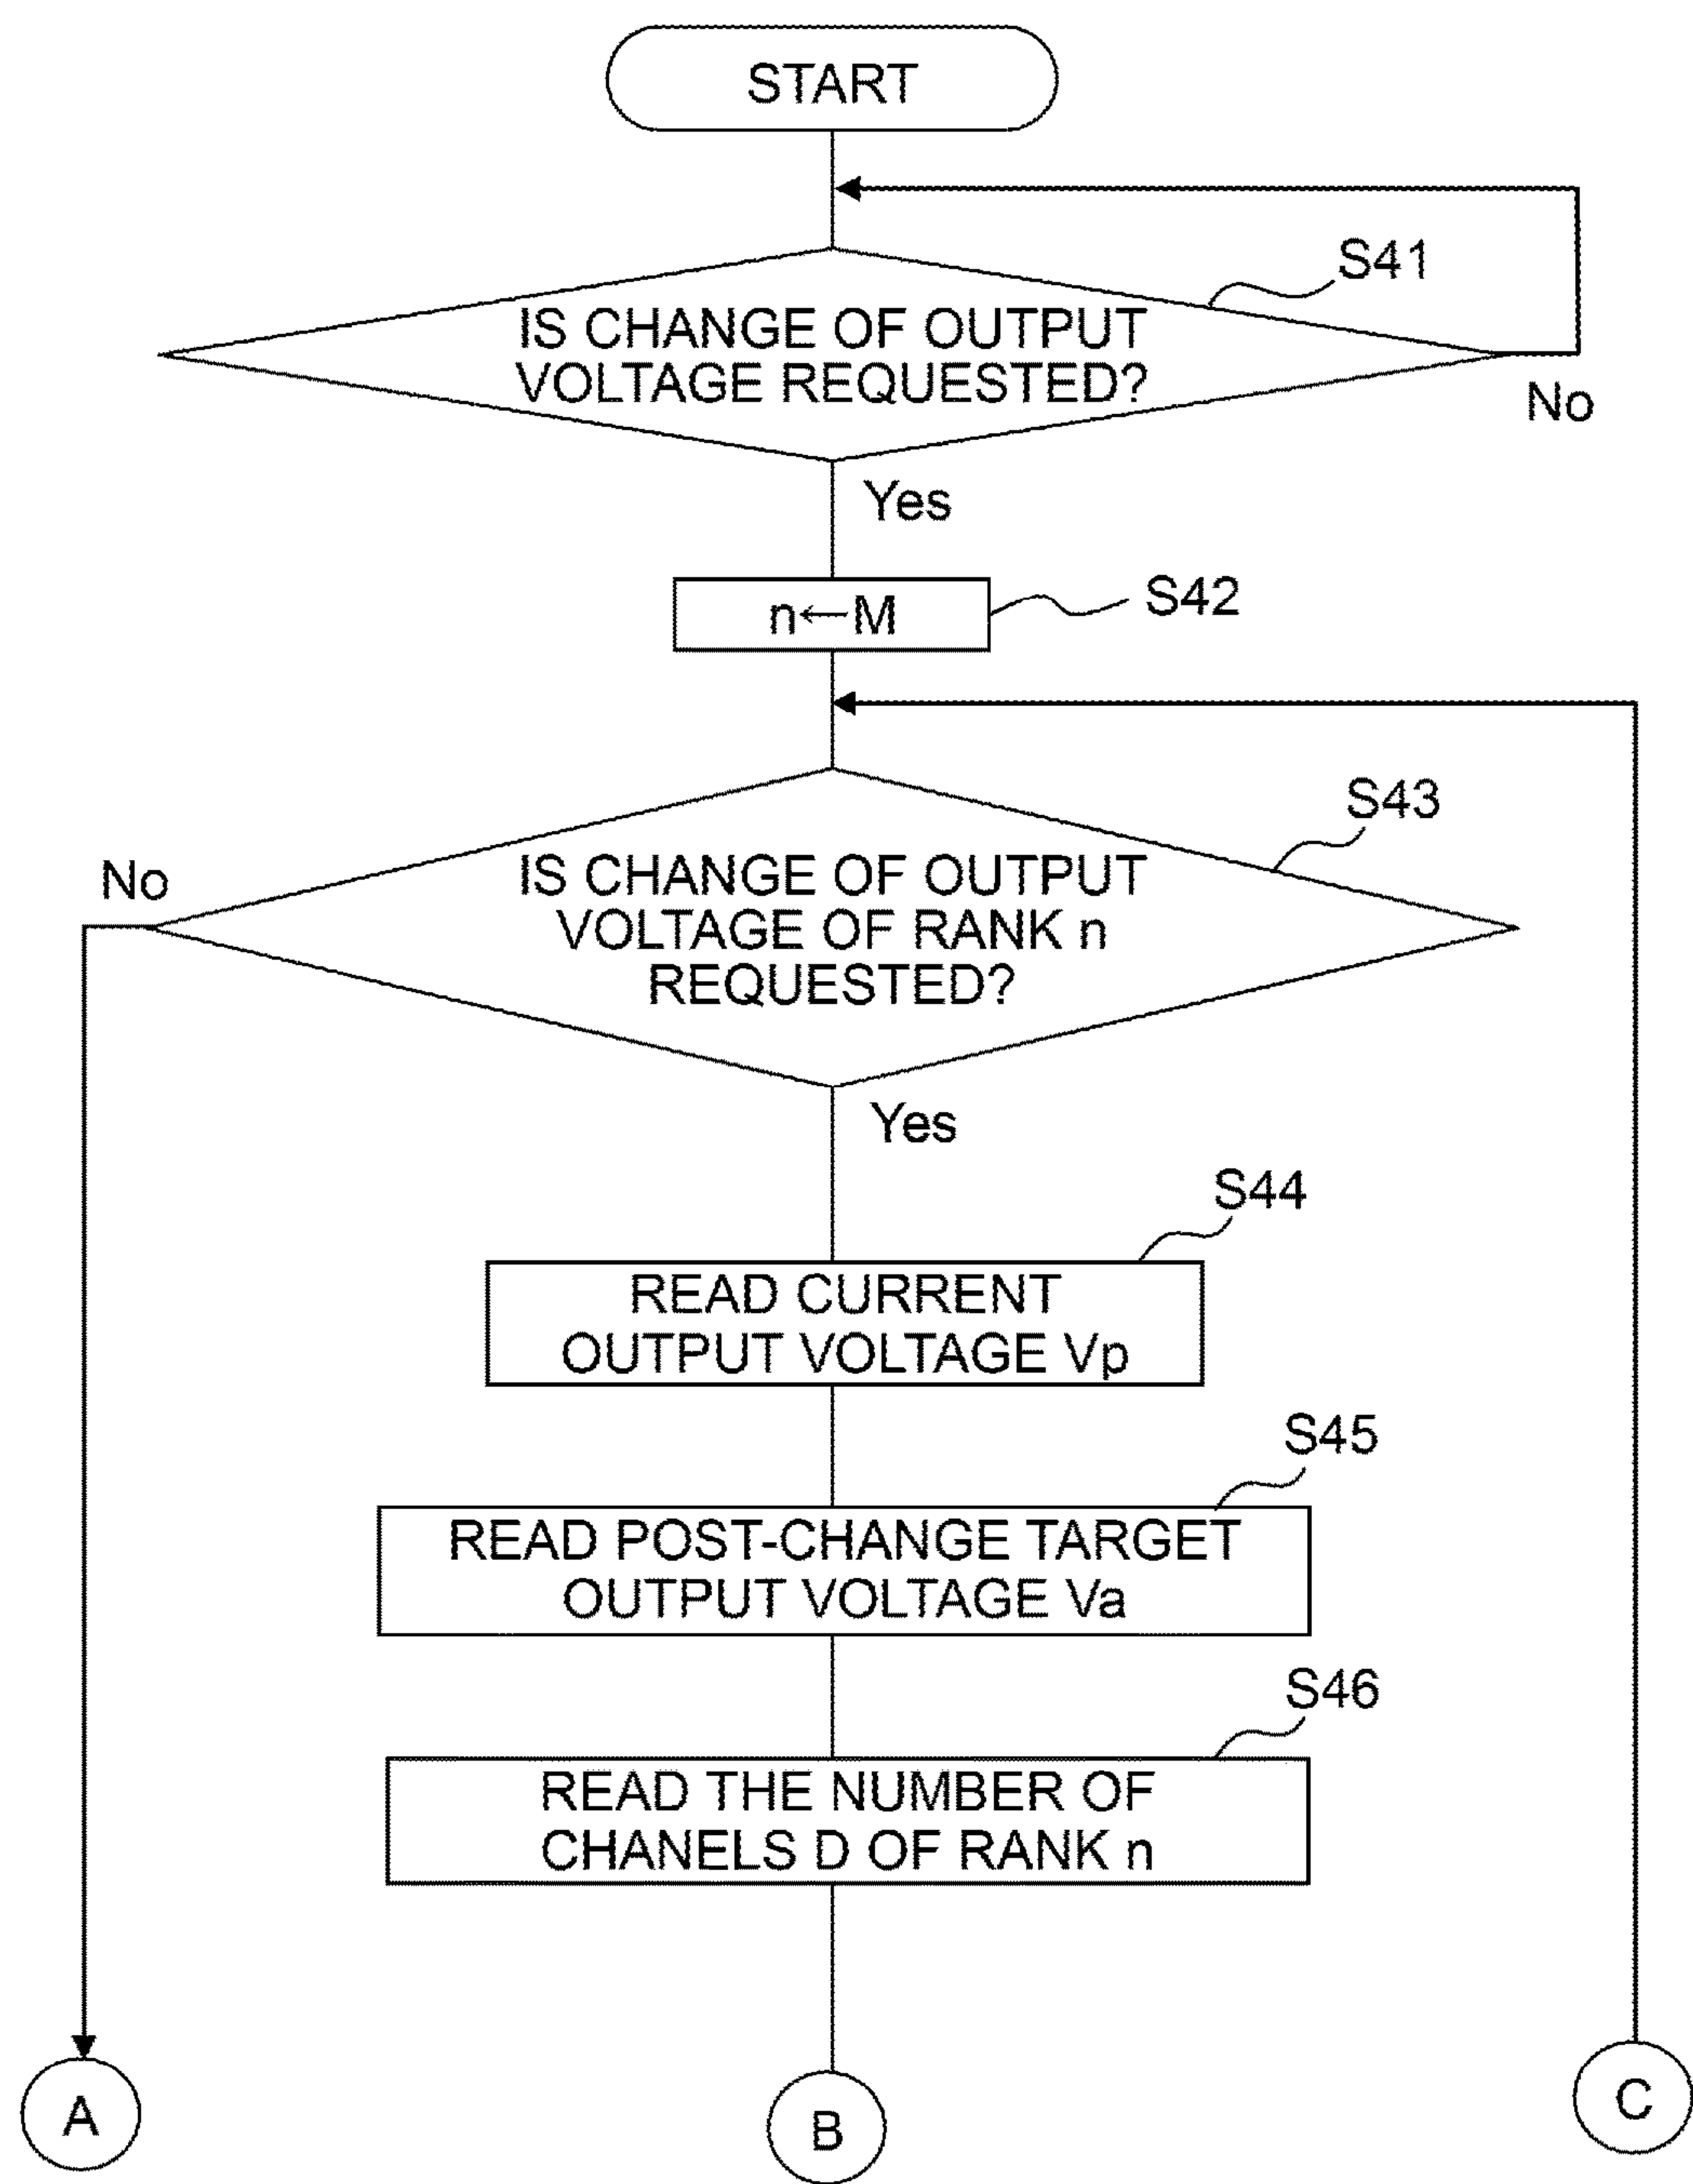 START
S41
IS CHANGE OF OUTPUT
VOLTAGE REQUESTED?
No
Yes
n←M
S42
S43
No
IS CHANGE OF OUTPUT
VOLTAGE OF RANK n
REQUESTED?
Yes
S44
READ CURRENT
OUTPUT VOLTAGE Vp
S45
READ POST-CHANGE TARGET
OUTPUT VOLTAGE Va
S46
READ THE NUMBER OF
CHANELS D OF RANK n
A
B
C